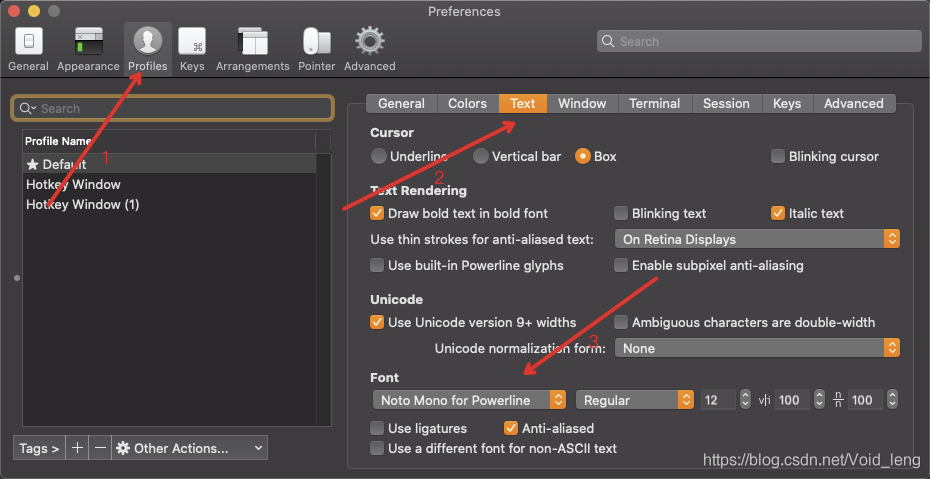 Preferences
General Appearance Profiles Keys Arrangements Pointer Advanced
Search
Search
Profile Name
1
★ Default
Hotkey Window
Hotkey Window (1)
Tags > + − Other Actions...
General Colors Text Window Terminal Session Keys Advanced
Cursor
Underline Vertical bar Box Blinking cursor
2
Text Rendering
Draw bold text in bold font Blinking text Italic text
Use thin strokes for anti-aliased text: On Retina Displays
Use built-in Powerline glyphs Enable subpixel anti-aliasing
Unicode
Use Unicode version 9+ widths Ambiguous characters are double-width
Unicode normalization form: None
3
Font
Noto Mono for Powerline Regular 12 v|i 100 n/n 100
Use ligatures Anti-aliased
Use a different font for non-ASCII text
https://blog.csdn.net/Void_leng